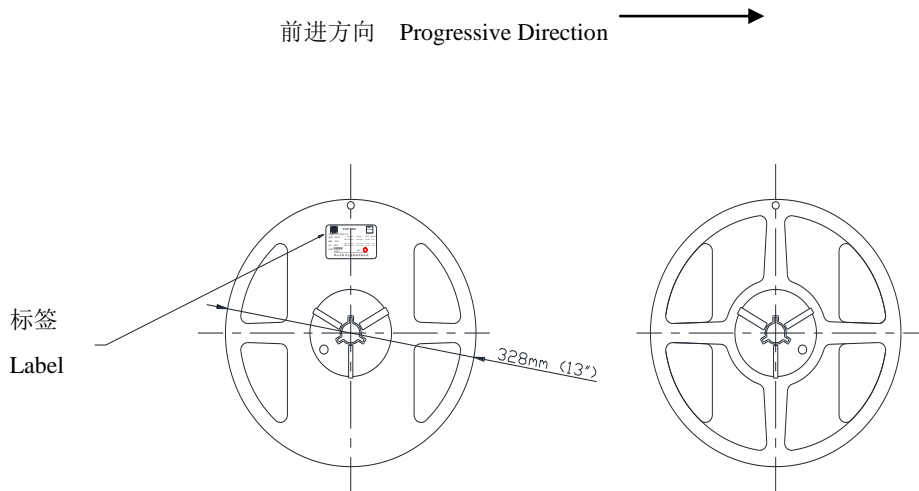 前进方向 Progressive Direction
标签
Label
328mm (13")